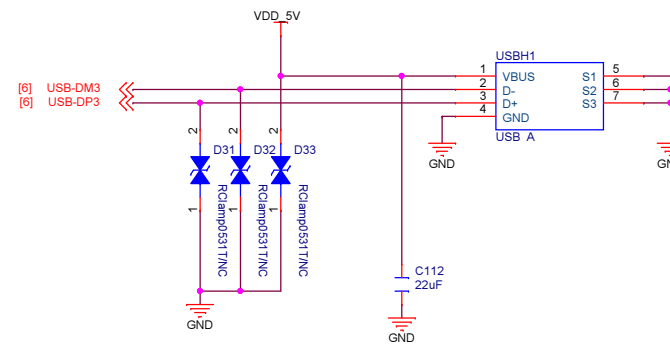 VDD_5V
USBH1
[6] USB-DM3
[6] USB-DP3
1 VBUS S1 5
2 D- S2 6
3 D+ S3 7
4 GND
USB_A
GND
GND
2 D31 2 D32 2 D33
RClamp0531T/NC
RClamp0531T/NC
RClamp0531T/NC
1 1 1
C112
22uF
GND
GND